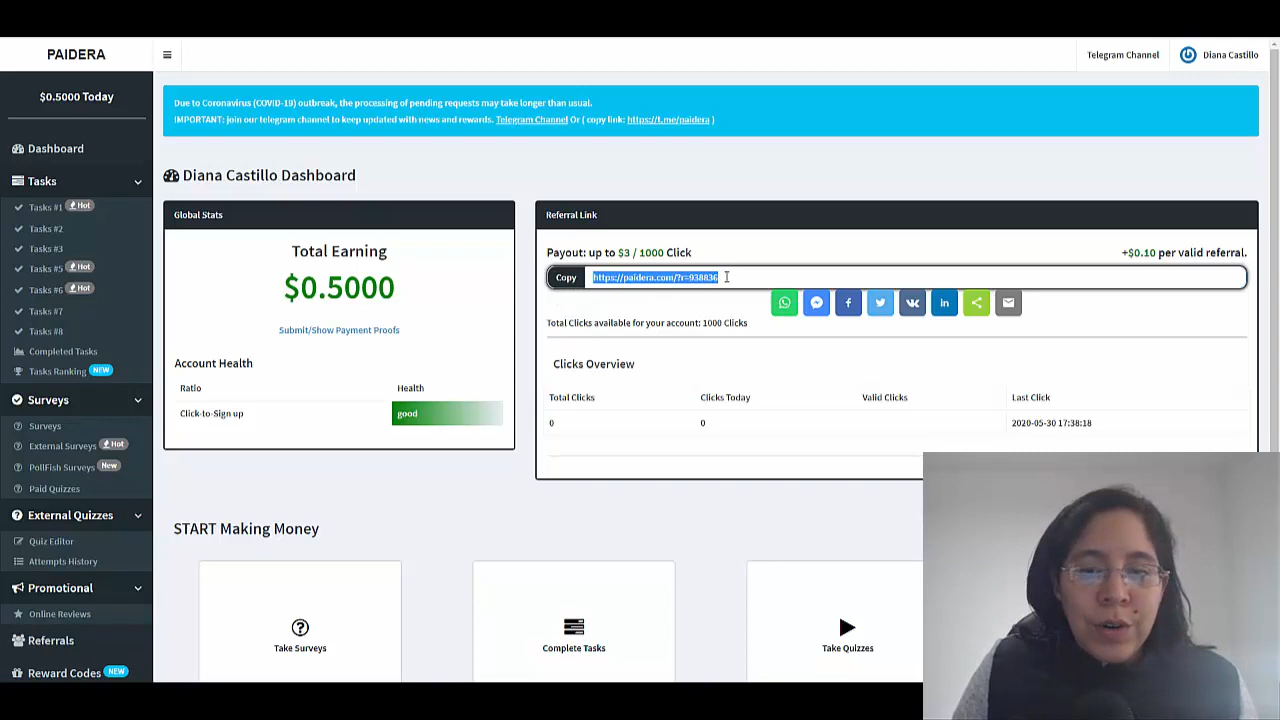 PAIDERA
Telegram Channel
Diana Castillo
$0.5000 Today
Dashboard
Tasks
Tasks #1 Hot
Tasks #2
Tasks #3
Tasks #5 Hot
Tasks #6 Hot
Tasks #7
Tasks #8
Completed Tasks
Tasks Ranking NEW
Surveys
Surveys
External Surveys Hot
PollFish Surveys New
Paid Quizzes
External Quizzes
Quiz Editor
Attempts History
Promotional
Online Reviews
Referrals
Reward Codes NEW
Due to Coronavirus (COVID-19) outbreak, the processing of pending requests may take longer than usual.
IMPORTANT: join our telegram channel to keep updated with news and rewards. Telegram Channel Or ( copy link: https://t.me/paidera )
Diana Castillo Dashboard
Global Stats
Total Earning
$0.5000
Submit/Show Payment Proofs
Account Health
Ratio Health
Click-to-Sign up good
Referral Link
Payout: up to $3 / 1000 Click +$0.10 per valid referral.
Copy https://paidera.com/?r=938836
in
Total Clicks available for your account: 1000 Clicks
Clicks Overview
Total Clicks Clicks Today Valid Clicks Last Click
0 0 2020-05-30 17:38:18
START Making Money
Take Surveys
Complete Tasks
Take Quizzes